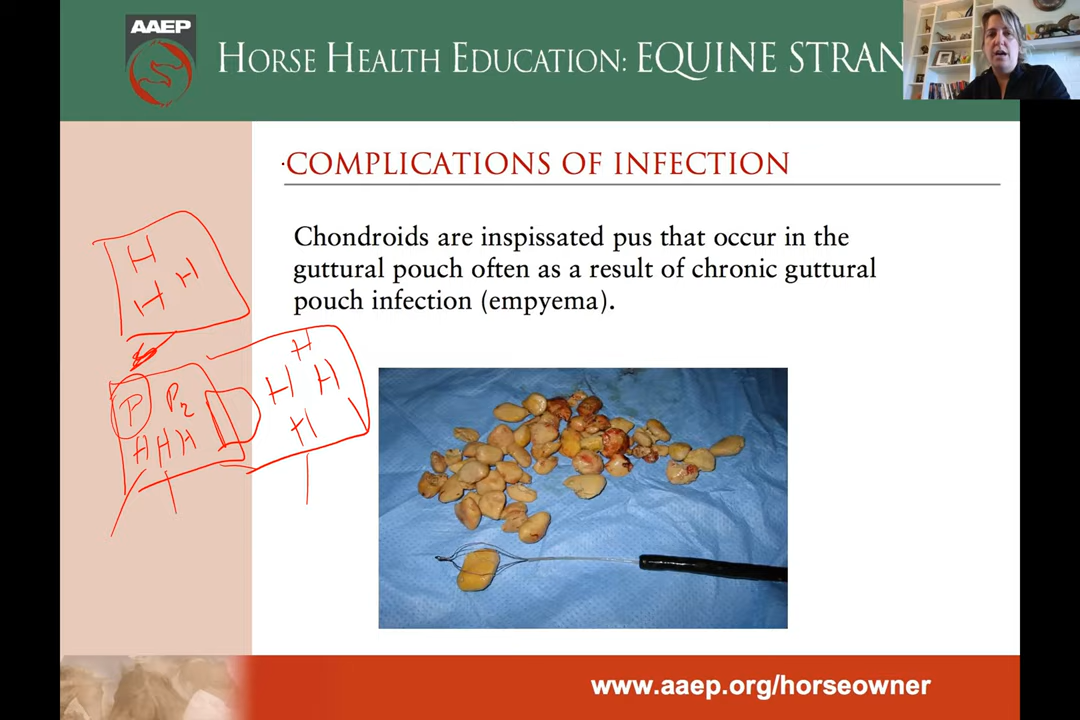 AAEP
HORSE HEALTH EDUCATION: EQUINE STRAN
COMPLICATIONS OF INFECTION
Chondroids are inspissated pus that occur in the
guttural pouch often as a result of chronic guttural
pouch infection (empyema).
H
H
H
P P2
H H H
H
H H
H
www.aaep.org/horseowner